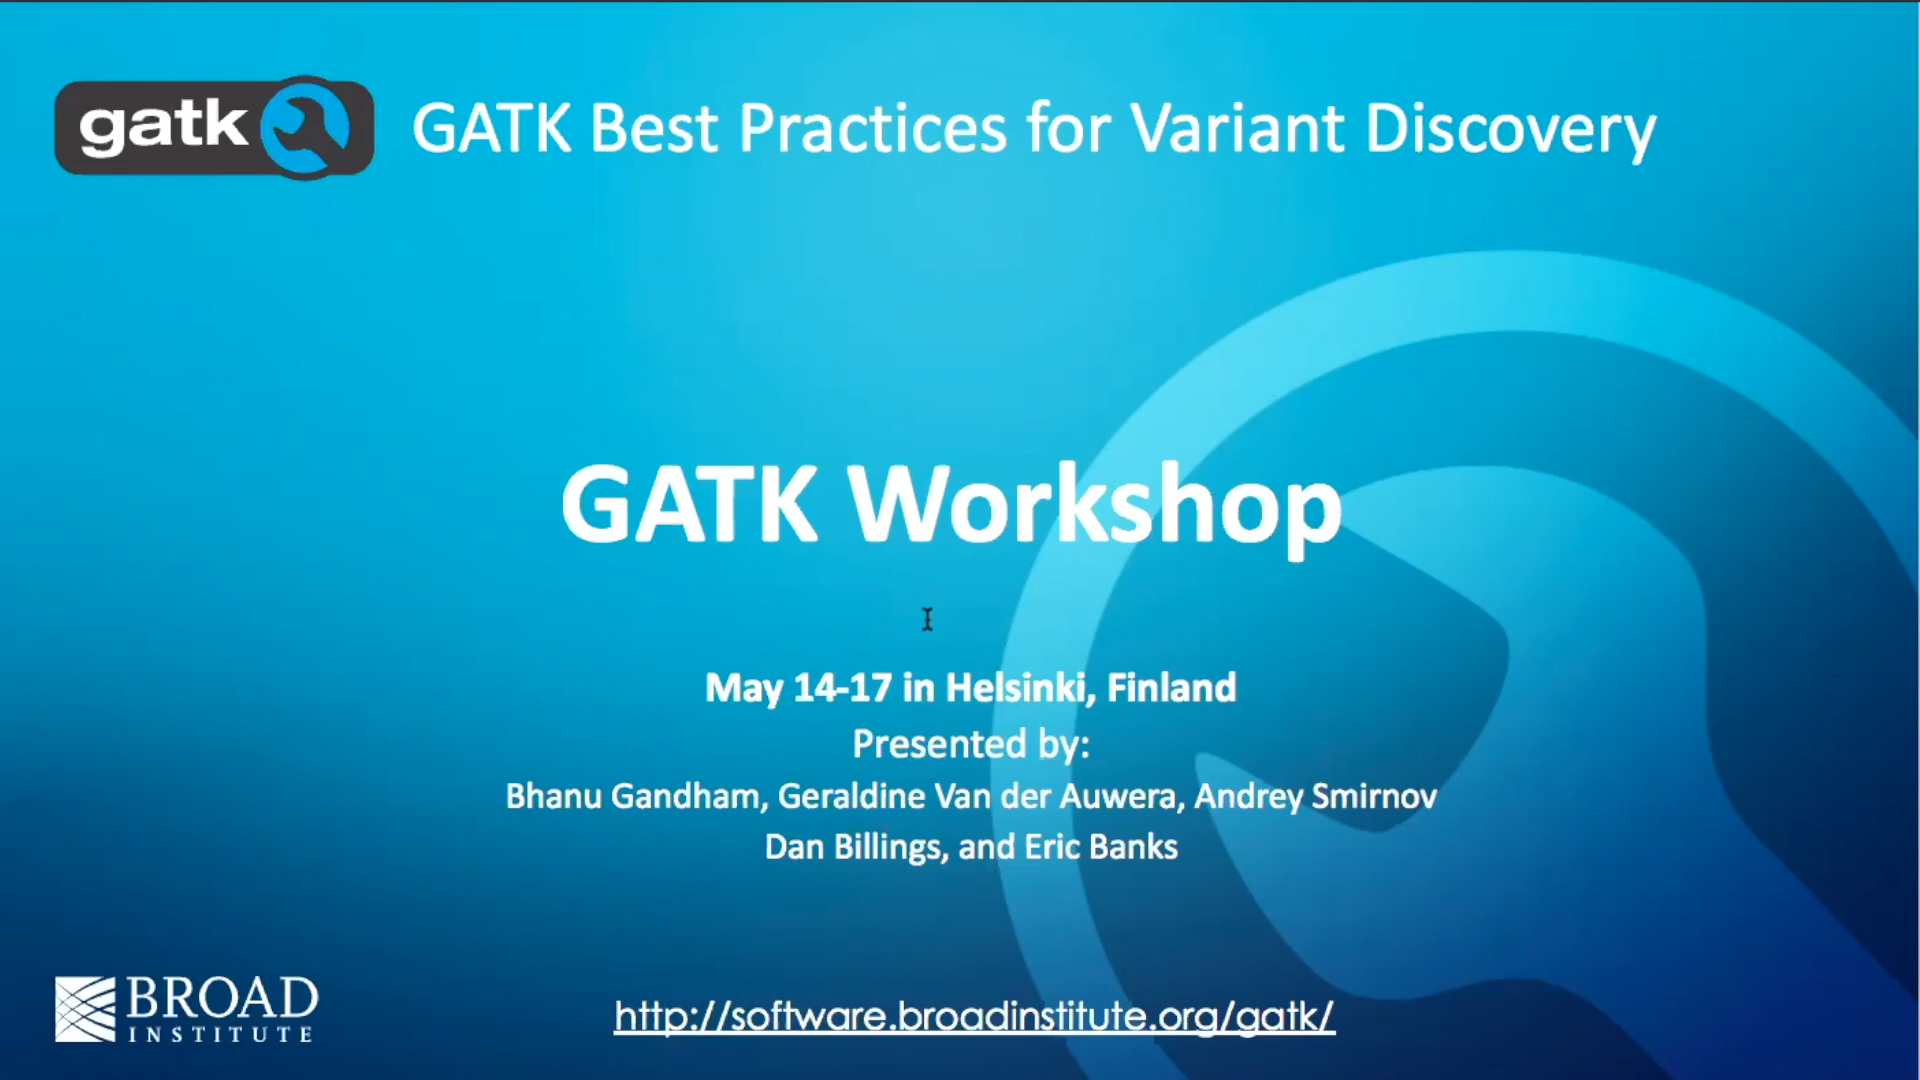 gatk
GATK Best Practices for Variant Discovery
GATK Workshop
May 14-17 in Helsinki, Finland
Presented by:
Bhanu Gandham, Geraldine Van der Auwera, Andrey Smirnov
Dan Billings, and Eric Banks
BROAD
INSTITUTE
http://software.broadinstitute.org/gatk/